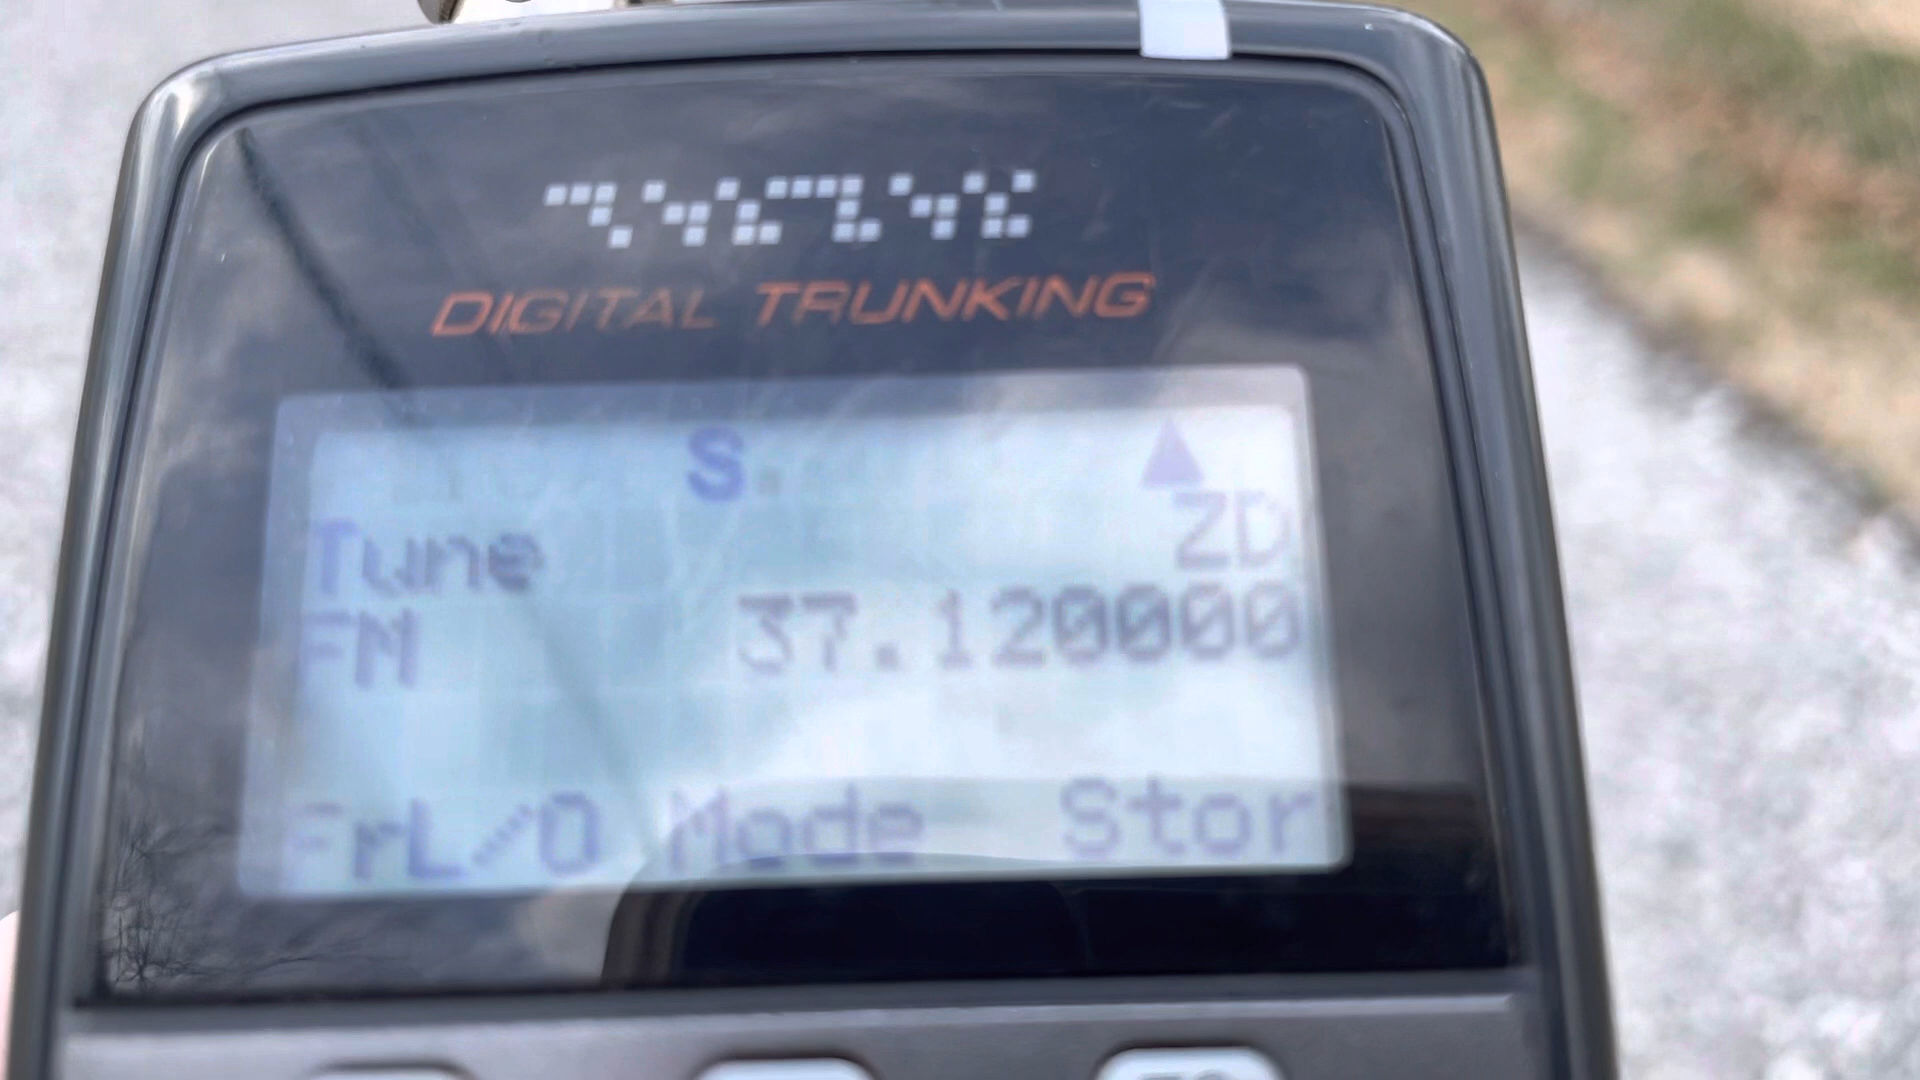 DIGITAL TRUNKING
S
Tune ZD
FM 37.120000
FrL/O Mode Stor